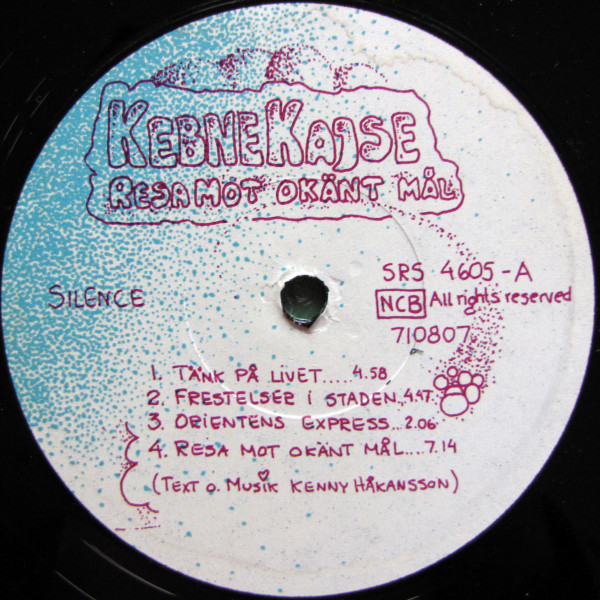 KEBNEKAJSE
RESA MOT OKÄNT MÅL
SILENCE
SRS 4605-A
NCB All rights reserved
710807
1. TÄNK PÅ LIVET.....4.58
2. FRESTELSER I STADEN..4.47.
3. ORIENTENS EXPRESS...2.06
4. RESA MOT OKÄNT MÅL...7.14
(TEXT O. MUSIK KENNY HÅKANSSON)